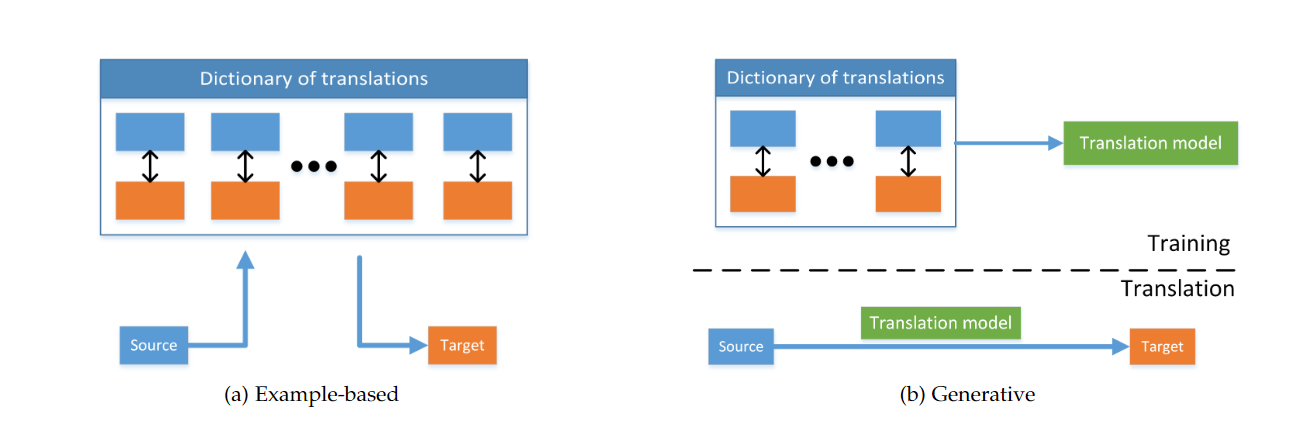 Dictionary of translations
Source
Target
(a) Example-based
Dictionary of translations
Translation model
Training
Translation
Translation model
Source
Target
(b) Generative